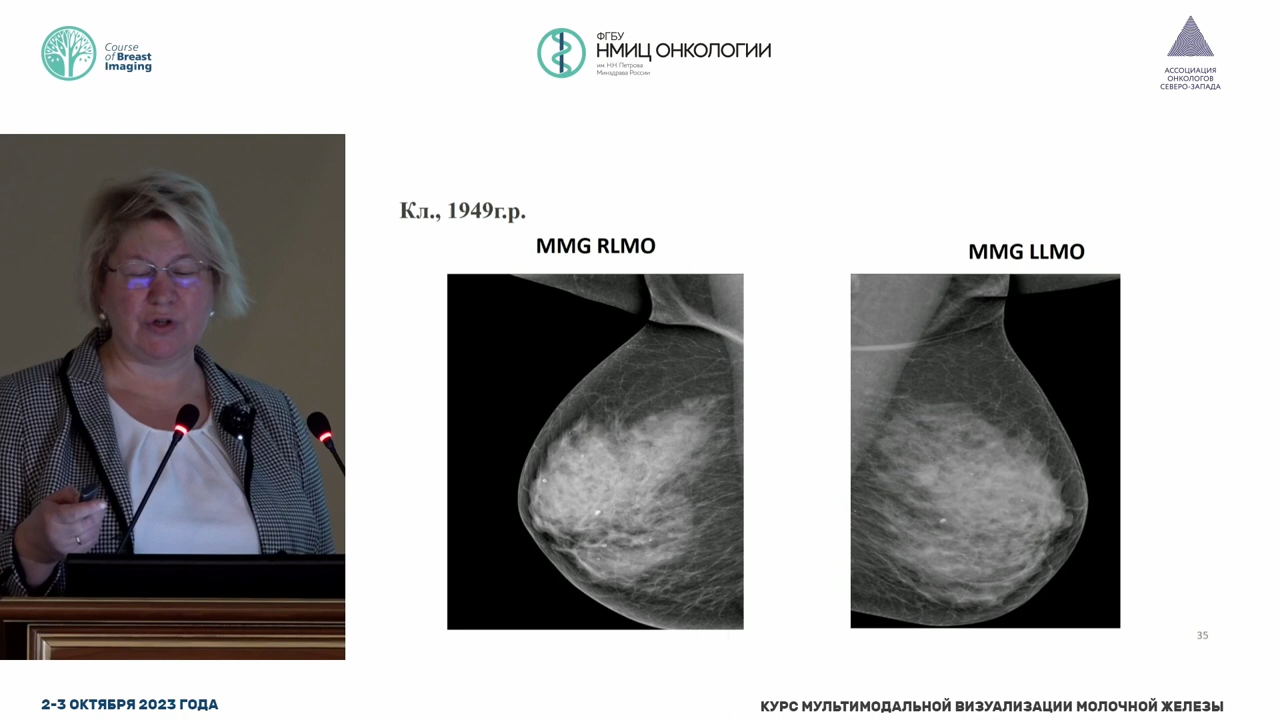 Course
of Breast
Imaging
ФГБУ
НМИЦ ОНКОЛОГИИ
им. Н.Н. Петрова
Минздрава России
АССОЦИАЦИЯ
ОНКОЛОГОВ
СЕВЕРО-ЗАПАДА
Кл., 1949г.р.
MMG RLMO
MMG LLMO
35
2-3 ОКТЯБРЯ 2023 ГОДА
КУРС МУЛЬТИМОДАЛЬНОЙ ВИЗУАЛИЗАЦИИ МОЛОЧНОЙ ЖЕЛЕЗЫ